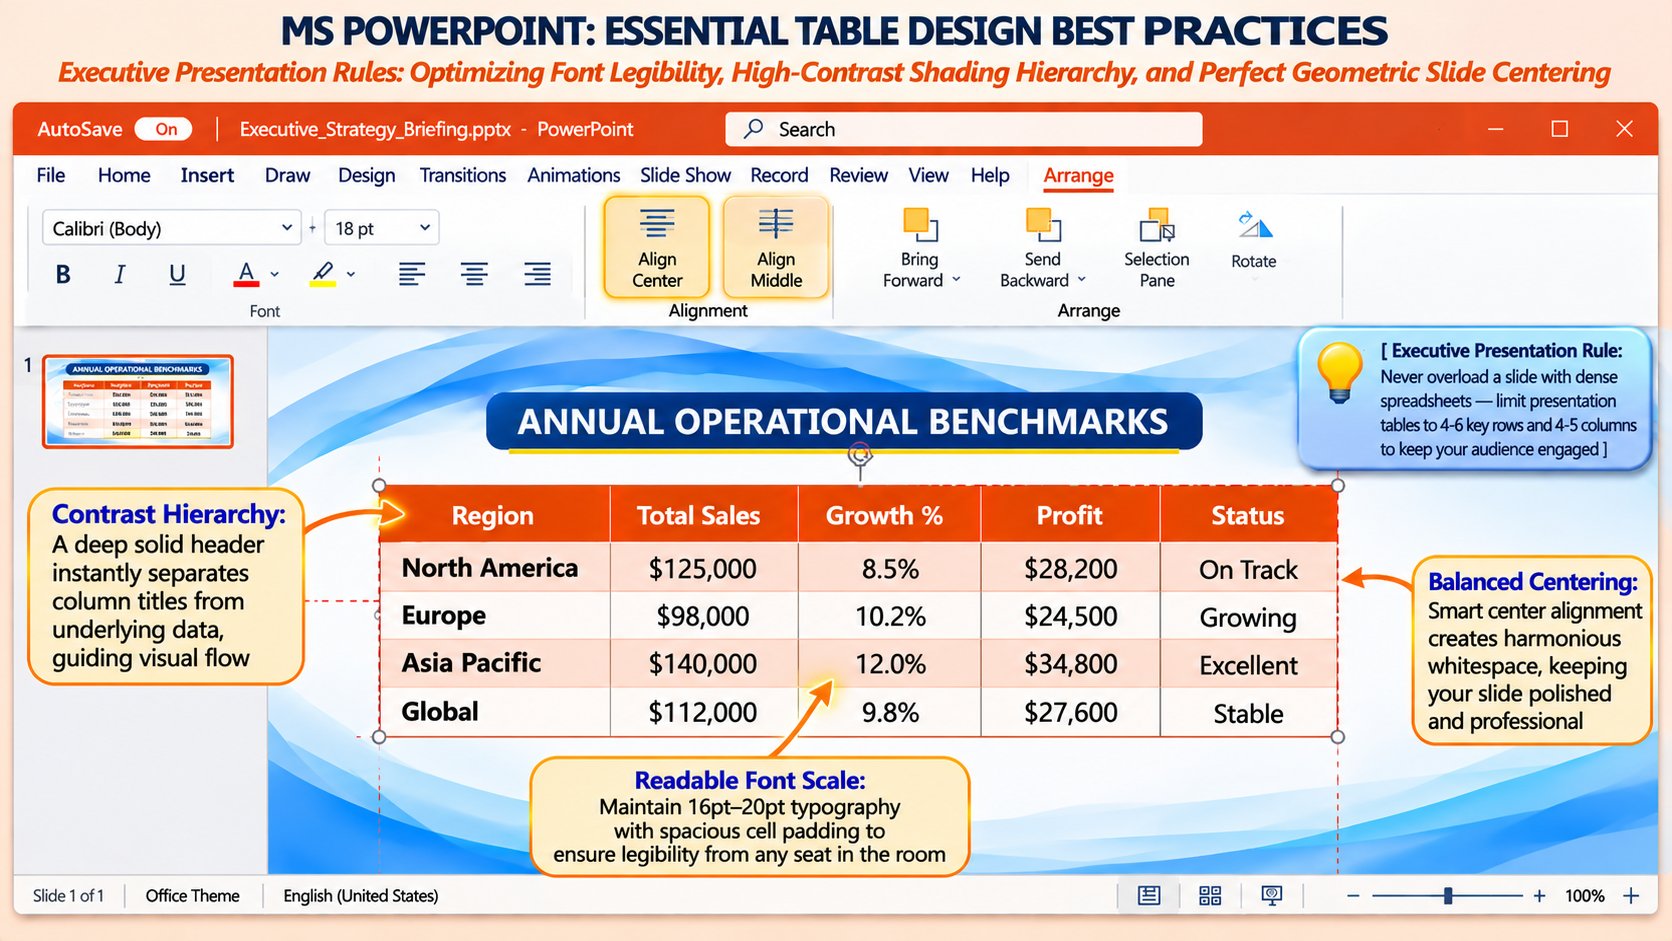 MS POWERPOINT: ESSENTIAL TABLE DESIGN BEST PRACTICES
Executive Presentation Rules: Optimizing Font Legibility, High-Contrast Shading Hierarchy, and Perfect Geometric Slide Centering
AutoSave On Executive_Strategy_Briefing.pptx - PowerPoint Search
File Home Insert Draw Design Transitions Animations Slide Show Record Review View Help Arrange
Calibri (Body) 18 pt
B I U A
Font
Align Center
Align Middle
Alignment
Bring Forward
Send Backward
Selection Pane
Rotate
Arrange
1
ANNUAL OPERATIONAL BENCHMARKS
[ Executive Presentation Rule:
Never overload a slide with dense
spreadsheets — limit presentation
tables to 4-6 key rows and 4-5 columns
to keep your audience engaged ]
ANNUAL OPERATIONAL BENCHMARKS
Contrast Hierarchy:
A deep solid header
instantly separates
column titles from
underlying data,
guiding visual flow
Region Total Sales Growth % Profit Status
North America $125,000 8.5% $28,200 On Track
Europe $98,000 10.2% $24,500 Growing
Asia Pacific $140,000 12.0% $34,800 Excellent
Global $112,000 9.8% $27,600 Stable
Balanced Centering:
Smart center alignment
creates harmonious
whitespace, keeping
your slide polished
and professional
Readable Font Scale:
Maintain 16pt–20pt typography
with spacious cell padding to
ensure legibility from any seat in the room
Slide 1 of 1 Office Theme English (United States) 100%